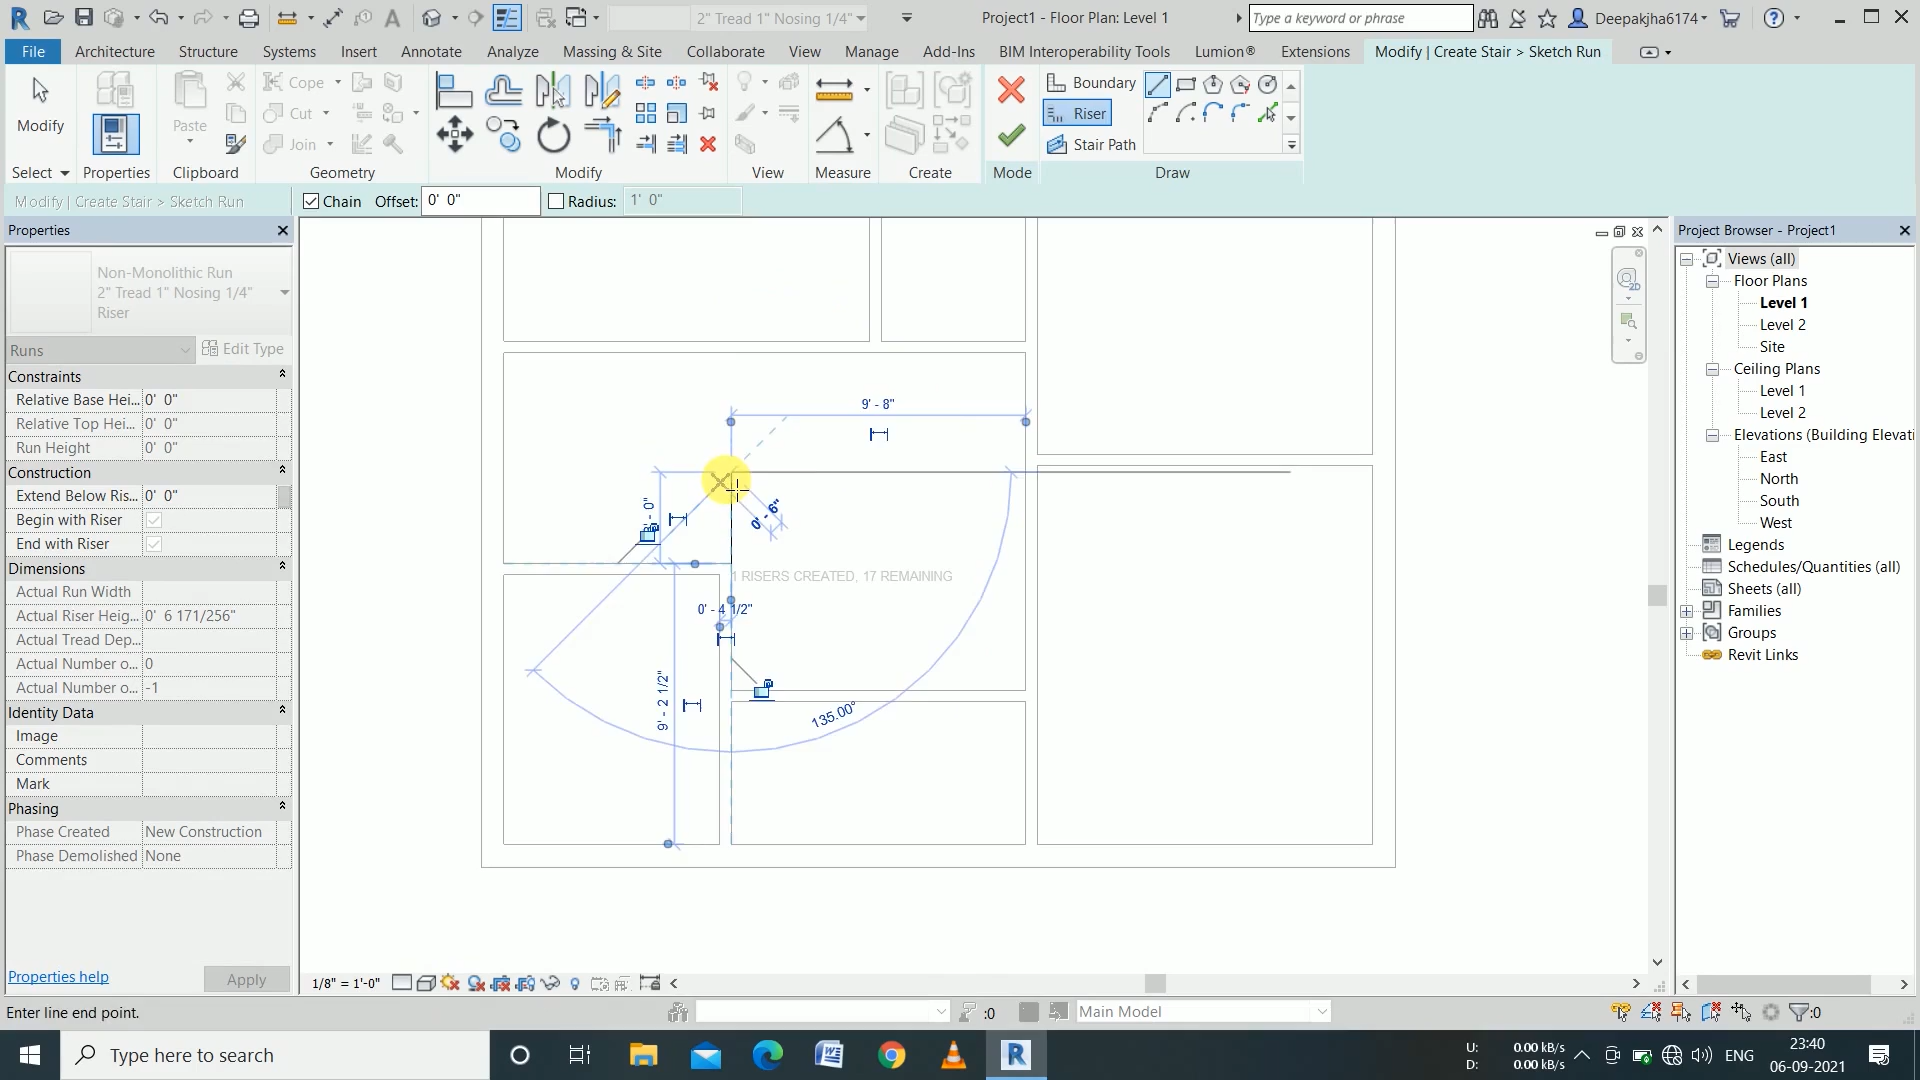 2" Tread 1" Nosing 1/4"
Project1 - Floor Plan: Level 1
Type a keyword or phrase
Deepakjha6174
File
Architecture
Structure
Systems
Insert
Annotate
Analyze
Massing & Site
Collaborate
View
Manage
Add-Ins
BIM Interoperability Tools
Lumion®
Extensions
Modify | Create Stair > Sketch Run
Modify
Paste
Cope
Cut
Join
Boundary
Riser
Stair Path
Select
Properties
Clipboard
Geometry
Modify
View
Measure
Create
Mode
Draw
Modify | Create Stair > Sketch Run
Chain
Offset:
0' 0"
Radius:
1' 0"
Properties
Non-Monolithic Run
2" Tread 1" Nosing 1/4"
Riser
Runs
Edit Type
Constraints
Relative Base Hei... 0' 0"
Relative Top Hei... 0' 0"
Run Height 0' 0"
Construction
Extend Below Ris... 0' 0"
Begin with Riser
End with Riser
Dimensions
Actual Run Width
Actual Riser Heig... 0' 6 171/256"
Actual Tread Dep...
Actual Number o... 0
Actual Number o... -1
Identity Data
Image
Comments
Mark
Phasing
Phase Created New Construction
Phase Demolished None
Properties help
Apply
9' - 8"
0' - 6"
1 RISERS CREATED, 17 REMAINING
0' - 4 1/2"
9' - 2 1/2"
135.00°
2D
Project Browser - Project1
Views (all)
Floor Plans
Level 1
Level 2
Site
Ceiling Plans
Level 1
Level 2
Elevations (Building Elevati
East
North
South
West
Legends
Schedules/Quantities (all)
Sheets (all)
Families
Groups
Revit Links
1/8" = 1'-0"
Enter line end point.
:0
Main Model
:0
Type here to search
U: 0.00 kB/s
D: 0.00 kB/s
ENG
23:40
06-09-2021